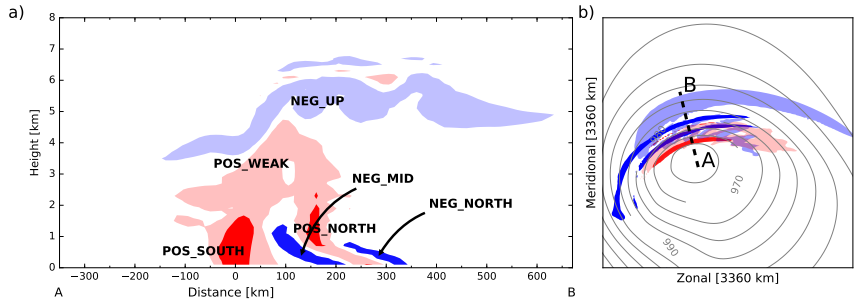 a)
8
7
6
5
4
3
2
1
0
Height [km]
NEG_UP
POS_WEAK
NEG_MID
NEG_NORTH
POS_NORTH
POS_SOUTH
−300 −200 −100 0 100 200 300 400 500 600
A Distance [km] B
b)
B
A
970
990
Meridional [3360 km]
Zonal [3360 km]